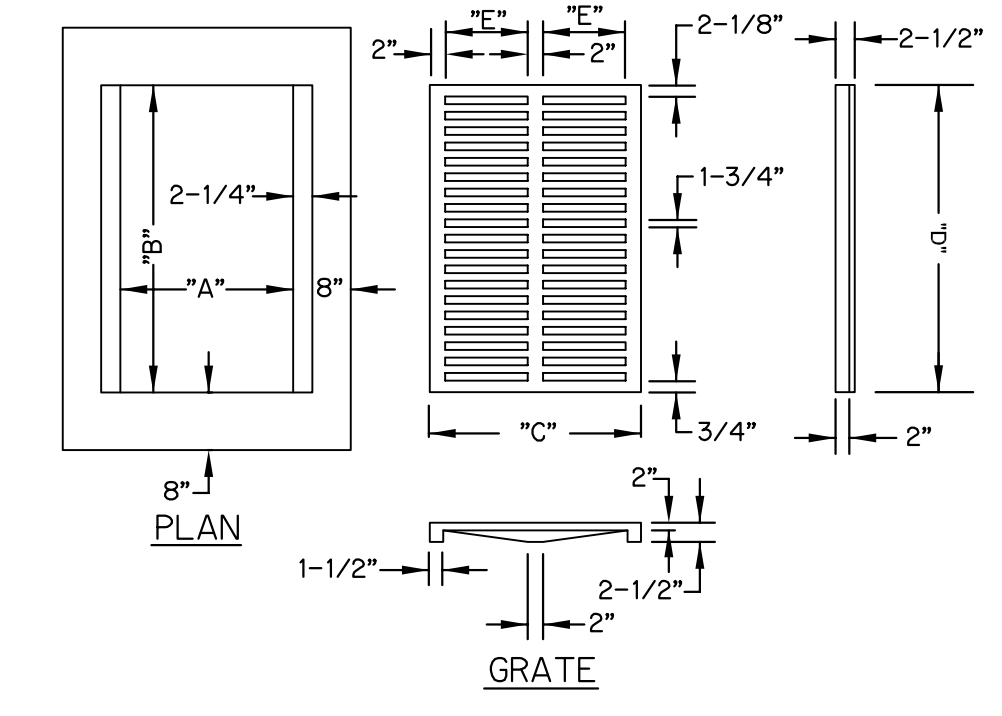 "E"
"E"
2"
2"
2-1/8"
2-1/2"
1-3/4"
2-1/4"
"B"
"A"
8"
"D"
3/4"
"C"
2"
8"
PLAN
2"
1-1/2"
2-1/2"
2"
GRATE